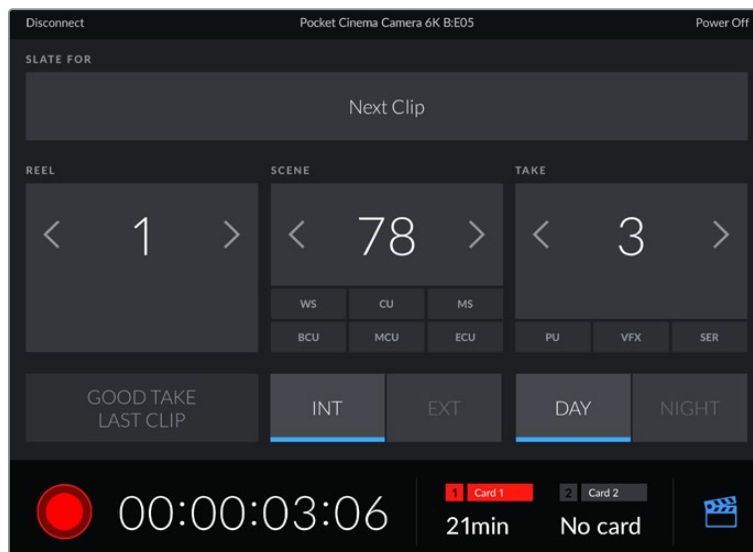 Disconnect Pocket Cinema Camera 6K B:E05 Power Off
SLATE FOR
Next Clip
REEL SCENE TAKE
1 78 3
WS CU MS
BCU MCU ECU PU VFX SER
GOOD TAKE
LAST CLIP
INT EXT DAY NIGHT
00:00:03:06
1 Card 1 2 Card 2
21min No card